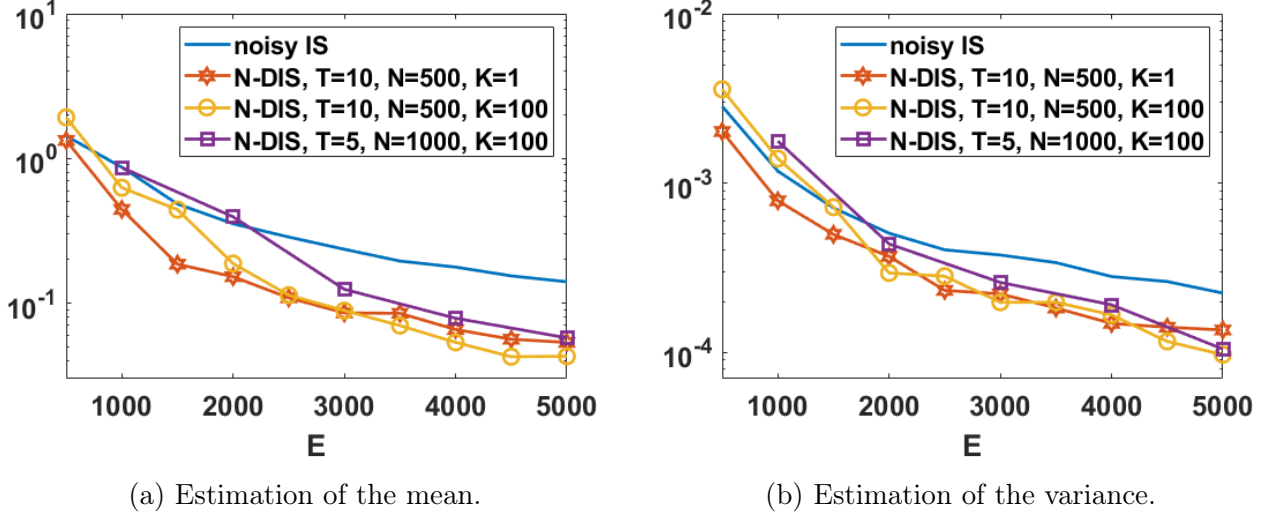 10^1
10^0
10^-1
noisy IS
N-DIS, T=10, N=500, K=1
N-DIS, T=10, N=500, K=100
N-DIS, T=5, N=1000, K=100
1000 2000 3000 4000 5000
E
(a) Estimation of the mean.
10^-2
10^-3
10^-4
noisy IS
N-DIS, T=10, N=500, K=1
N-DIS, T=10, N=500, K=100
N-DIS, T=5, N=1000, K=100
1000 2000 3000 4000 5000
E
(b) Estimation of the variance.